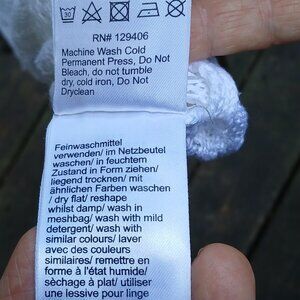 30
RN# 129406
Machine Wash Cold
Permanent Press, Do Not
Bleach, do not tumble
dry, cold iron, Do Not
Dryclean
Feinwaschmittel
verwenden/ im Netzbeutel
waschen/ in feuchtem
Zustand in Form ziehen/
liegend trocknen/ mit
ähnlichen Farben waschen
/ dry flat/ reshape
whilst damp/ wash in
meshbag/ wash with mild
detergent/ wash with
similar colours/ laver
avec des couleurs
similaires/ remettre en
forme à l'état humide/
sèchage à plat/ utiliser
une lessive pour linge